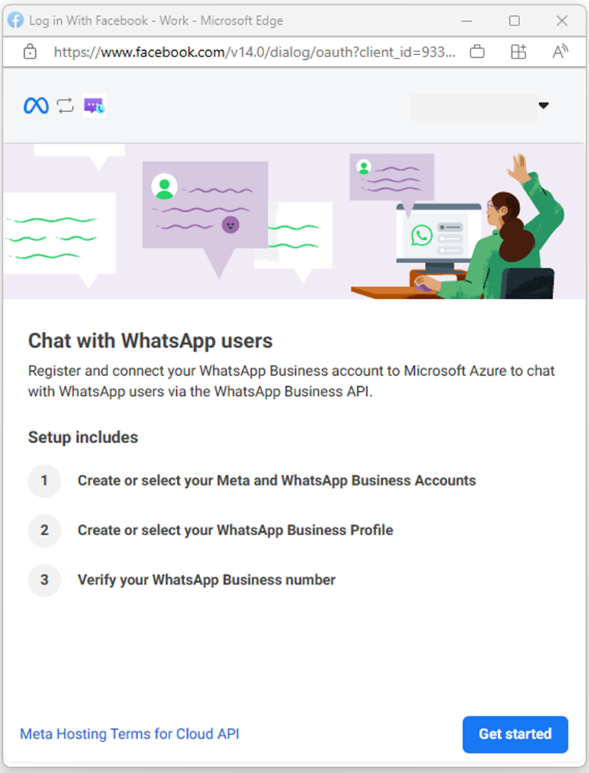 Log in With Facebook - Work - Microsoft Edge
https://www.facebook.com/v14.0/dialog/oauth?client_id=933...
Chat with WhatsApp users
Register and connect your WhatsApp Business account to Microsoft Azure to chat
with WhatsApp users via the WhatsApp Business API.
Setup includes
1 Create or select your Meta and WhatsApp Business Accounts
2 Create or select your WhatsApp Business Profile
3 Verify your WhatsApp Business number
Meta Hosting Terms for Cloud API
Get started